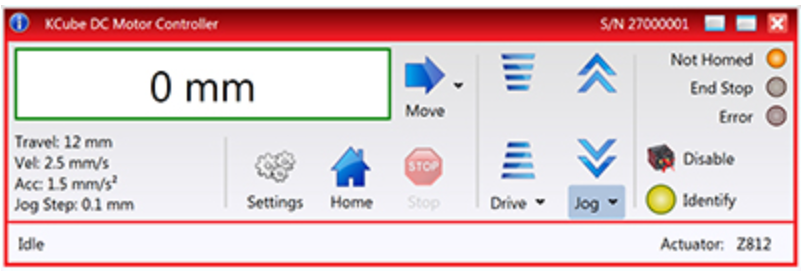 KCube DC Motor Controller
S/N 27000001
0 mm
Move
Not Homed
End Stop
Error
Travel: 12 mm
Vel: 2.5 mm/s
Acc: 1.5 mm/s²
Jog Step: 0.1 mm
Settings
Home
STOP
Stop
Drive
Jog
Disable
Identify
Idle
Actuator: Z812